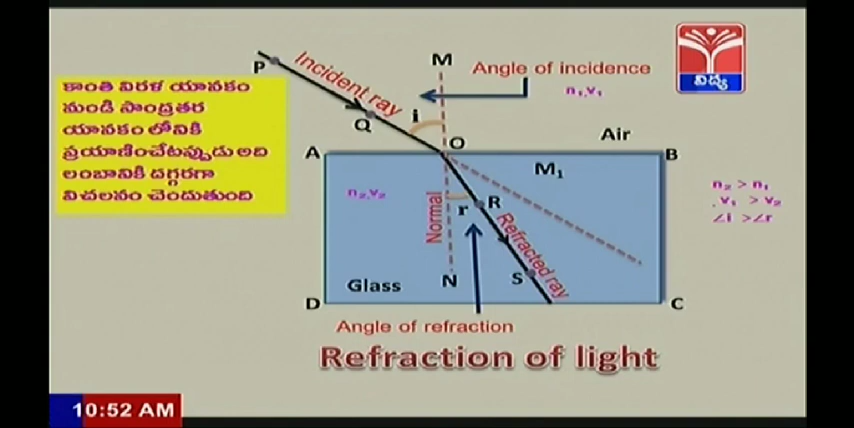 కాంతి విరళ యానకం
నుండి సాంద్రతర
యానకం లోనికి
ప్రయాణించేటప్పుడు అది
లంబానికి దగ్గరగా
విచలనం చెందుతుంది
P
Incident ray
M
Angle of incidence
n₁,v₁
విద్య
Q
i
O
Air
A
B
M₁
n₂,v₂
Normal
r
R
Refracted ray
n₂ > n₁
v₁ > v₂
∠i >∠r
Glass
N
S
D
C
Angle of refraction
Refraction of light
10:52 AM